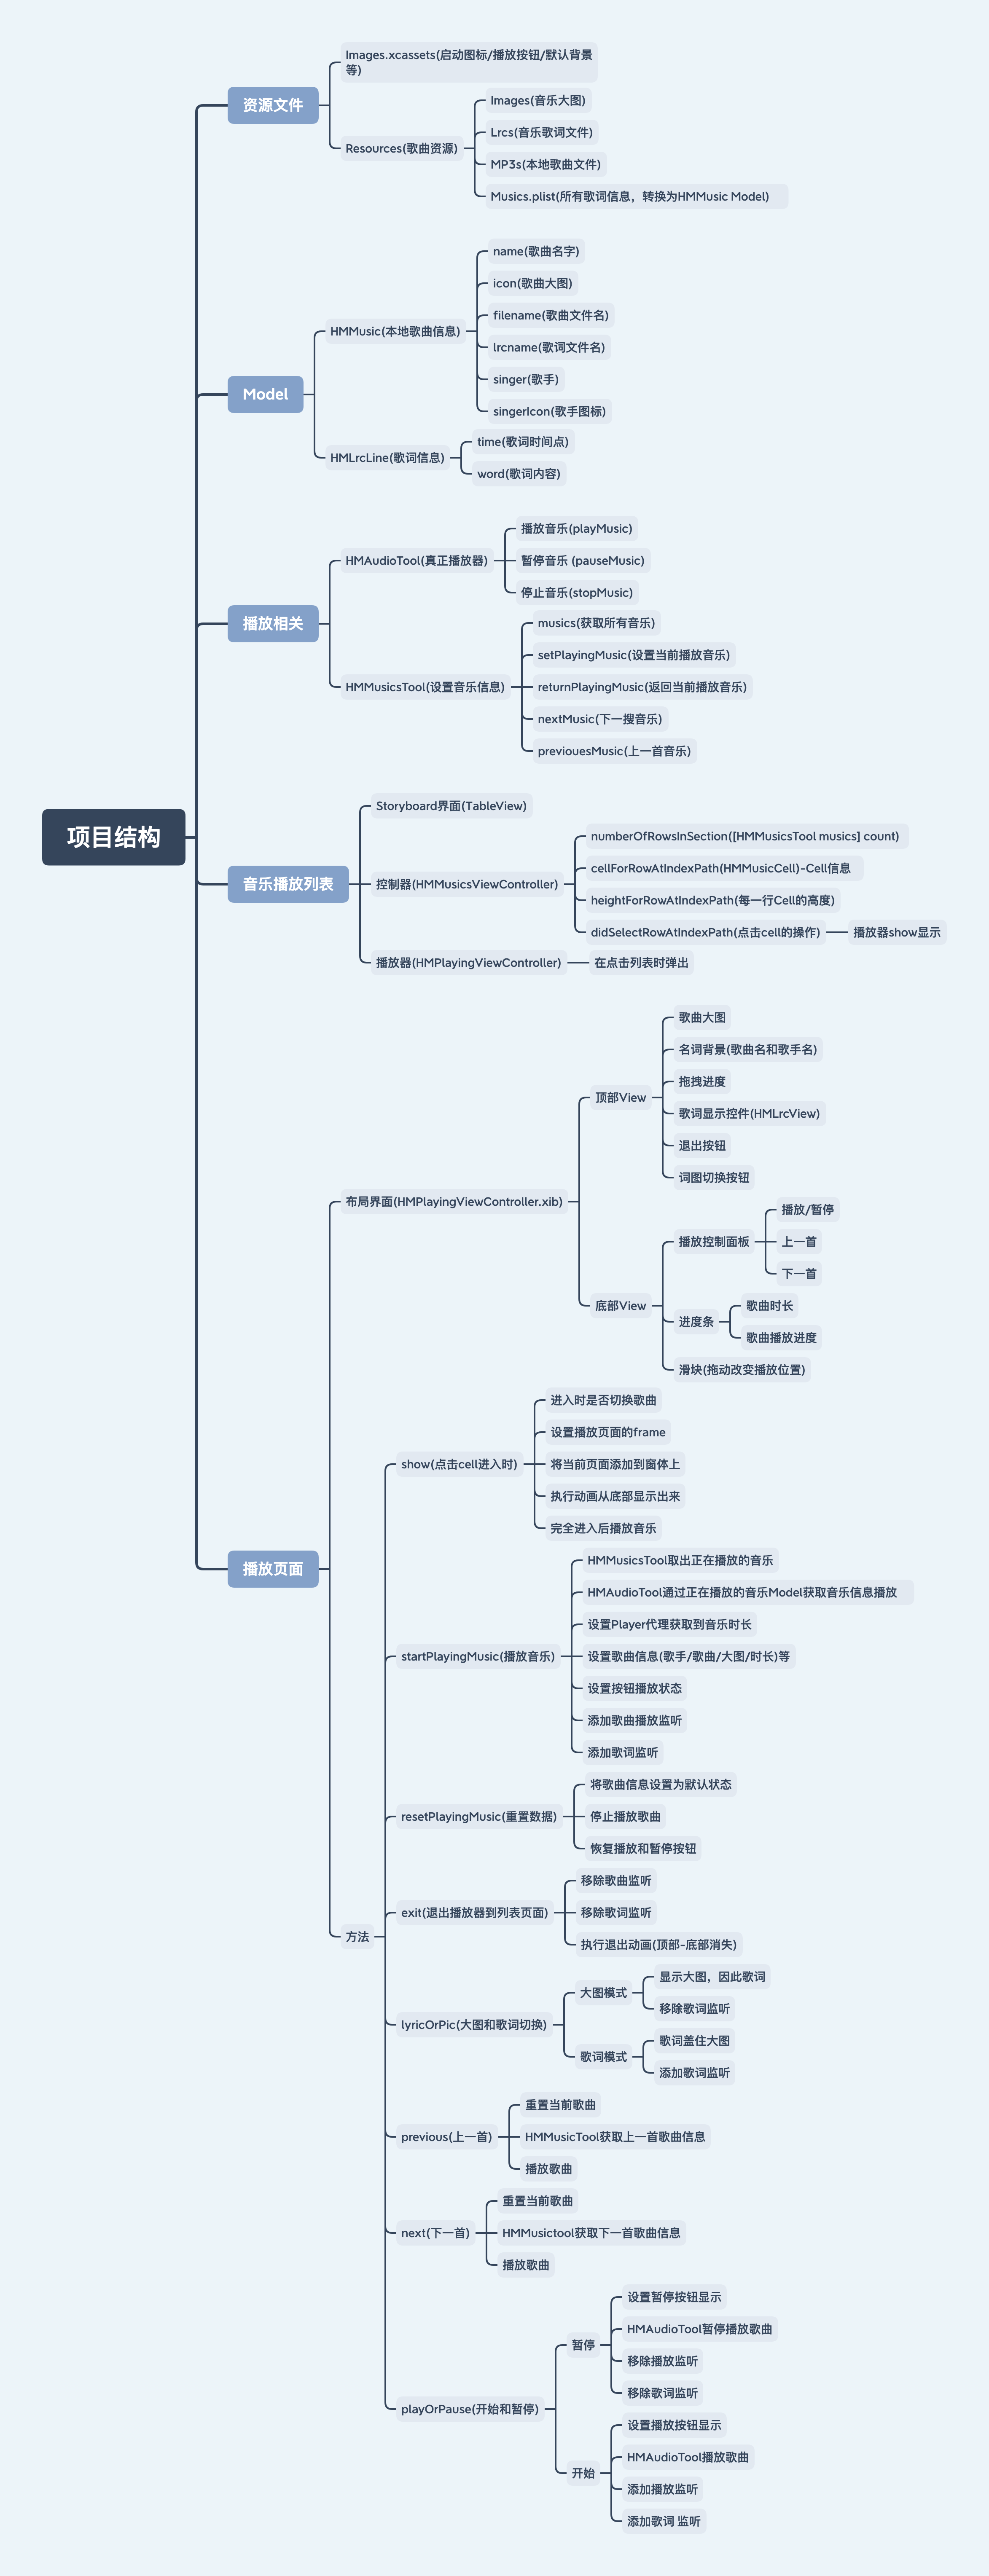 项目结构
资源文件
Images.xcassets(启动图标/播放按钮/默认背景
等)
Resources(歌曲资源)
Images(音乐大图)
Lrcs(音乐歌词文件)
MP3s(本地歌曲文件)
Musics.plist(所有歌词信息，转换为HMMusic Model)
Model
HMMusic(本地歌曲信息)
name(歌曲名字)
icon(歌曲大图)
filename(歌曲文件名)
lrcname(歌词文件名)
singer(歌手)
singerIcon(歌手图标)
HMLrcLine(歌词信息)
time(歌词时间点)
word(歌词内容)
播放相关
HMAudioTool(真正播放器)
播放音乐(playMusic)
暂停音乐 (pauseMusic)
停止音乐(stopMusic)
HMMusicsTool(设置音乐信息)
musics(获取所有音乐)
setPlayingMusic(设置当前播放音乐)
returnPlayingMusic(返回当前播放音乐)
nextMusic(下一搜音乐)
previouesMusic(上一首音乐)
音乐播放列表
Storyboard界面(TableView)
控制器(HMMusicsViewController)
numberOfRowsInSection([HMMusicsTool musics] count)
cellForRowAtIndexPath(HMMusicCell)-Cell信息
heightForRowAtIndexPath(每一行Cell的高度)
didSelectRowAtIndexPath(点击cell的操作)
播放器show显示
播放器(HMPlayingViewController)
在点击列表时弹出
播放页面
布局界面(HMPlayingViewController.xib)
顶部View
歌曲大图
名词背景(歌曲名和歌手名)
拖拽进度
歌词显示控件(HMLrcView)
退出按钮
词图切换按钮
底部View
播放控制面板
播放/暂停
上一首
下一首
进度条
歌曲时长
歌曲播放进度
滑块(拖动改变播放位置)
方法
show(点击cell进入时)
进入时是否切换歌曲
设置播放页面的frame
将当前页面添加到窗体上
执行动画从底部显示出来
完全进入后播放音乐
startPlayingMusic(播放音乐)
HMMusicsTool取出正在播放的音乐
HMAudioTool通过正在播放的音乐Model获取音乐信息播放
设置Player代理获取到音乐时长
设置歌曲信息(歌手/歌曲/大图/时长)等
设置按钮播放状态
添加歌曲播放监听
添加歌词监听
resetPlayingMusic(重置数据)
将歌曲信息设置为默认状态
停止播放歌曲
恢复播放和暂停按钮
exit(退出播放器到列表页面)
移除歌曲监听
移除歌词监听
执行退出动画(顶部-底部消失)
lyricOrPic(大图和歌词切换)
大图模式
显示大图，因此歌词
移除歌词监听
歌词模式
歌词盖住大图
添加歌词监听
previous(上一首)
重置当前歌曲
HMMusicTool获取上一首歌曲信息
播放歌曲
next(下一首)
重置当前歌曲
HMMusictool获取下一首歌曲信息
播放歌曲
playOrPause(开始和暂停)
暂停
设置暂停按钮显示
HMAudioTool暂停播放歌曲
移除播放监听
移除歌词监听
开始
设置播放按钮显示
HMAudioTool播放歌曲
添加播放监听
添加歌词 监听